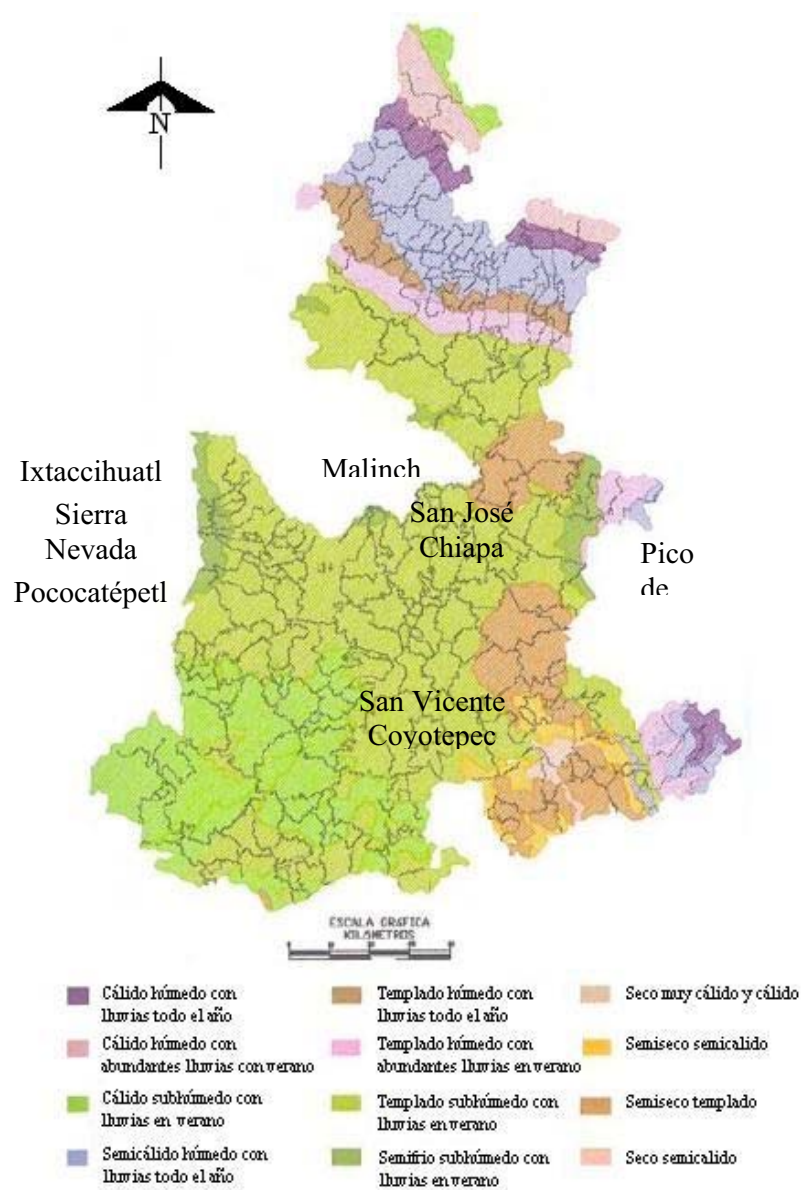 N
Ixtaccihuatl
Sierra
Nevada
Pococatépetl
Malinch
San José
Chiapa
Pico
de
San Vicente
Coyotepec
ESCALA GRÁFICA
KILOMETROS
Cálido húmedo con
lluvias todo el año
Cálido húmedo con
abundantes lluvias con verano
Cálido subhúmedo con
lluvias en verano
Semicálido húmedo con
lluvias todo el año
Templado húmedo con
lluvias todo el año
Templado húmedo con
abundantes lluvias en verano
Templado subhúmedo con
lluvias en verano
Semifrio subhúmedo con
lluvias en verano
Seco muy cálido y cálido
Semiseco semicalido
Semiseco templado
Seco semicalido